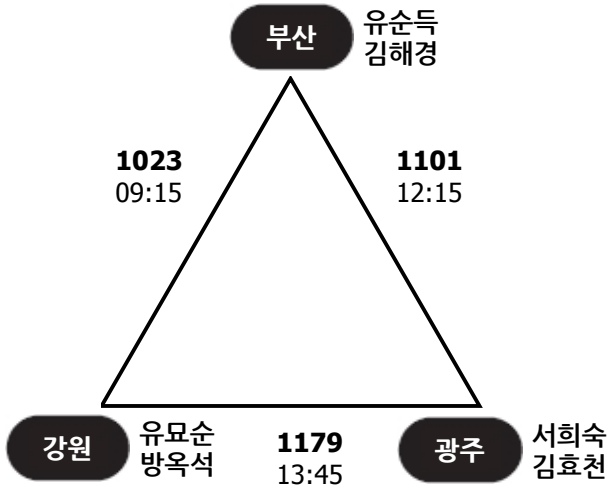 부산
유순득
김해경
1023
09:15
1101
12:15
강원
유묘순
방옥석
1179
13:45
광주
서희숙
김효천